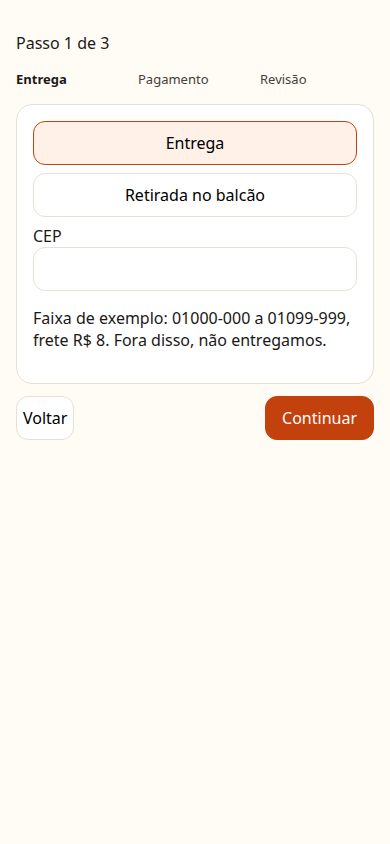 Passo 1 de 3
Entrega Pagamento Revisão
Entrega
Retirada no balcão
CEP
Faixa de exemplo: 01000-000 a 01099-999,
frete R$ 8. Fora disso, não entregamos.
Voltar Continuar